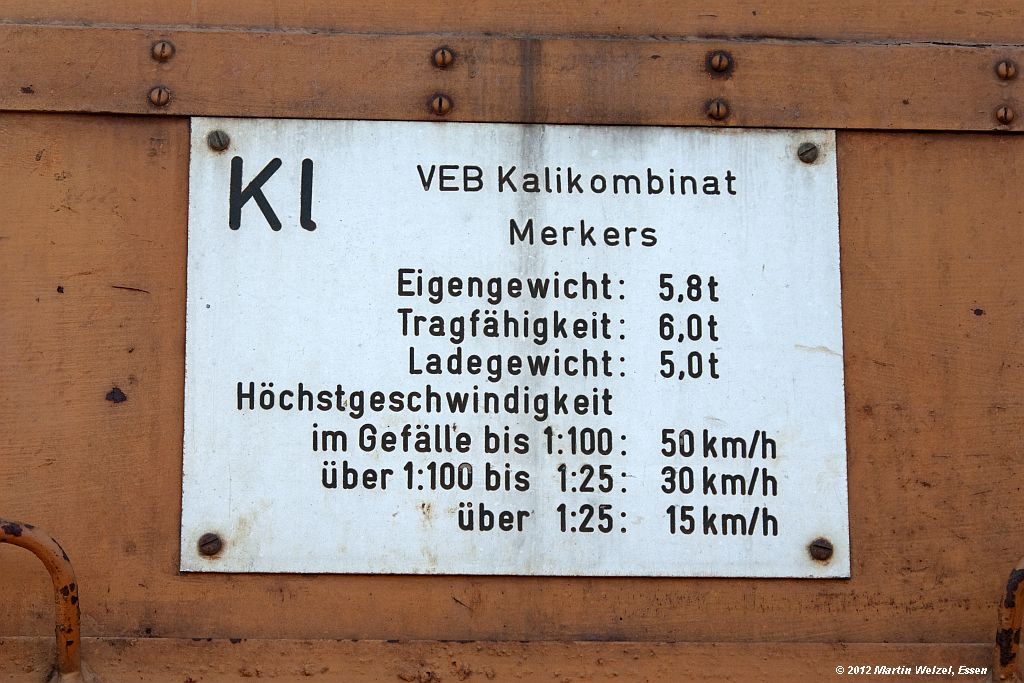 Kl
VEB Kalikombinat
Merkers
Eigengewicht: 5,8t
Tragfähigkeit: 6,0t
Ladegewicht: 5,0t
Höchstgeschwindigkeit
im Gefälle bis 1:100: 50 km/h
über 1:100 bis 1:25: 30 km/h
über 1:25: 15 km/h
© 2012 Martin Welzel, Essen